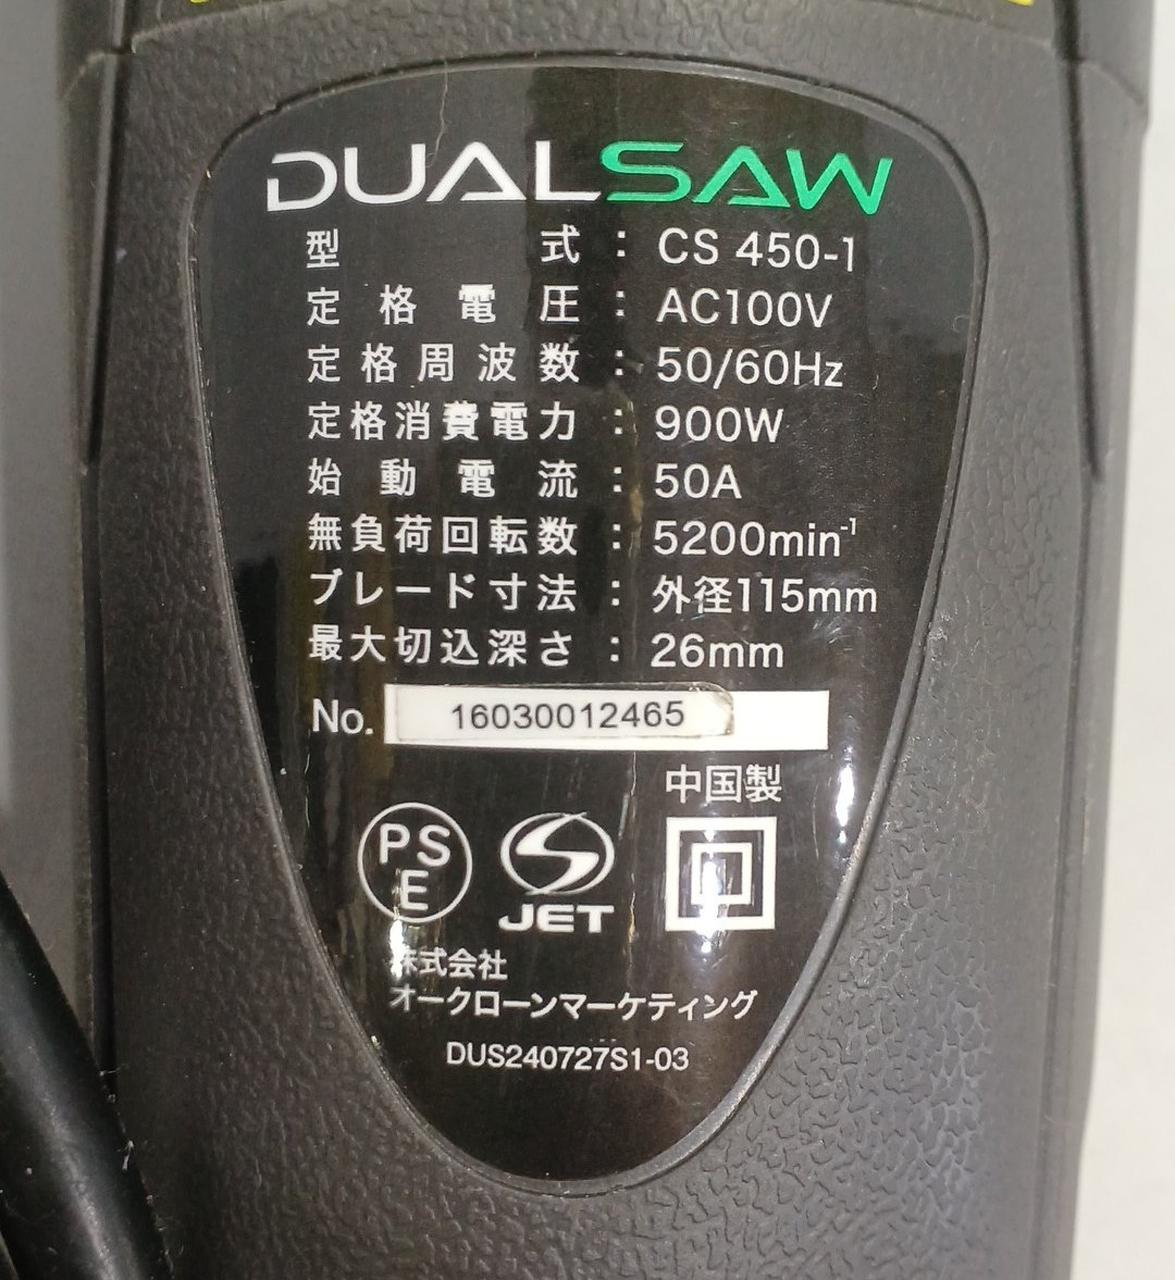 DUALSAW
型式：CS 450-1
定格電圧：AC100V
定格周波数：50/60Hz
定格消費電力：900W
始動電流：50A
無負荷回転数：5200min⁻¹
ブレード寸法：外径115mm
最大切込深さ：26mm
No. 16030012465
中国製
PSE
JET
株式会社
オークローンマーケティング
DUS240727S1-03